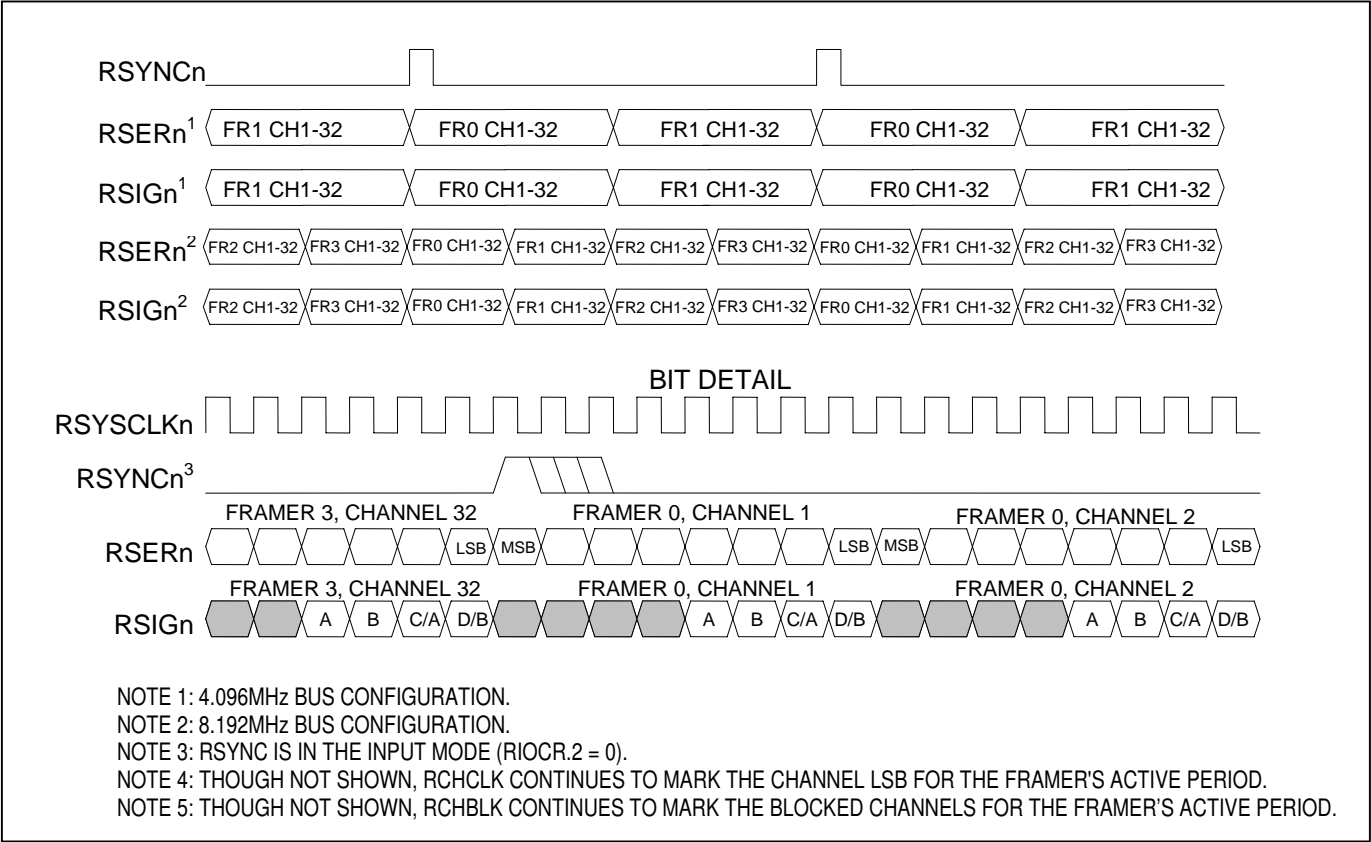 RSYNCn
RSERn1 FR1 CH1-32 FR0 CH1-32 FR1 CH1-32 FR0 CH1-32 FR1 CH1-32
RSIGn1 FR1 CH1-32 FR0 CH1-32 FR1 CH1-32 FR0 CH1-32 FR1 CH1-32
RSERn2 FR2 CH1-32 FR3 CH1-32 FR0 CH1-32 FR1 CH1-32 FR2 CH1-32 FR3 CH1-32 FR0 CH1-32 FR1 CH1-32 FR2 CH1-32 FR3 CH1-32
RSIGn2 FR2 CH1-32 FR3 CH1-32 FR0 CH1-32 FR1 CH1-32 FR2 CH1-32 FR3 CH1-32 FR0 CH1-32 FR1 CH1-32 FR2 CH1-32 FR3 CH1-32
BIT DETAIL
RSYSCLKn
RSYNCn3
FRAMER 3, CHANNEL 32 FRAMER 0, CHANNEL 1 FRAMER 0, CHANNEL 2
RSERn LSB MSB LSB MSB LSB
FRAMER 3, CHANNEL 32 FRAMER 0, CHANNEL 1 FRAMER 0, CHANNEL 2
RSIGn A B C/A D/B A B C/A D/B A B C/A D/B
NOTE 1: 4.096MHz BUS CONFIGURATION.
NOTE 2: 8.192MHz BUS CONFIGURATION.
NOTE 3: RSYNC IS IN THE INPUT MODE (RIOCR.2 = 0).
NOTE 4: THOUGH NOT SHOWN, RCHCLK CONTINUES TO MARK THE CHANNEL LSB FOR THE FRAMER'S ACTIVE PERIOD.
NOTE 5: THOUGH NOT SHOWN, RCHBLK CONTINUES TO MARK THE BLOCKED CHANNELS FOR THE FRAMER’S ACTIVE PERIOD.